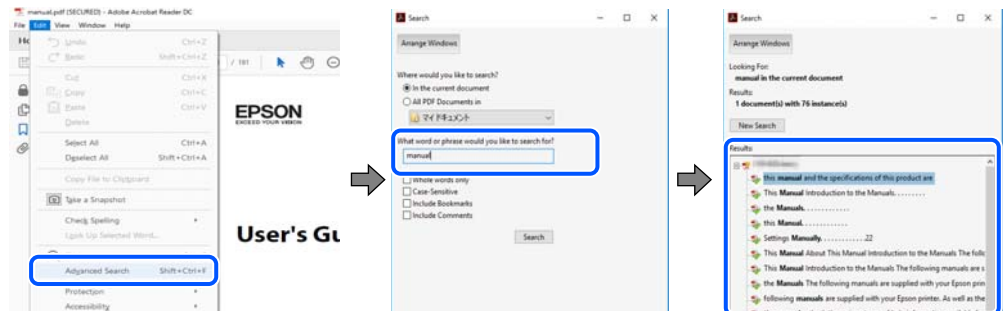 manual.pdf (SECURED) - Adobe Acrobat Reader DC
File Edit View Window Help
Undo Ctrl+Z
Redo Shift+Ctrl+Z
Cut Ctrl+X
Copy Ctrl+C
Paste Ctrl+V
Delete
Select All Ctrl+A
Deselect All Shift+Ctrl+A
Copy File to Clipboard
Take a Snapshot
Check Spelling
Look Up Selected Word...
Advanced Search Shift+Ctrl+F
Protection
Accessibility
/ 191
EPSON
EXCEED YOUR VISION
User's Gu
Search
Arrange Windows
Where would you like to search?
In the current document
All PDF Documents in
マイ ドキュメント
What word or phrase would you like to search for?
manual
Whole words only
Case-Sensitive
Include Bookmarks
Include Comments
Search
Search
Arrange Windows
Looking For:
manual in the current document
Results:
1 document(s) with 76 instance(s)
New Search
Results:
this manual and the specifications of this product are
This Manual Introduction to the Manuals. . . . . . . . .
the Manuals. . . . . . . . . . . .
this Manual. . . . . . . . . . . .
Settings Manually. . . . . . . . . . . .22
This Manual About This Manual Introduction to the Manuals The follo
This Manual Introduction to the Manuals The following manuals are s
the Manuals The following manuals are supplied with your Epson prin
following manuals are supplied with your Epson printer. As well as the